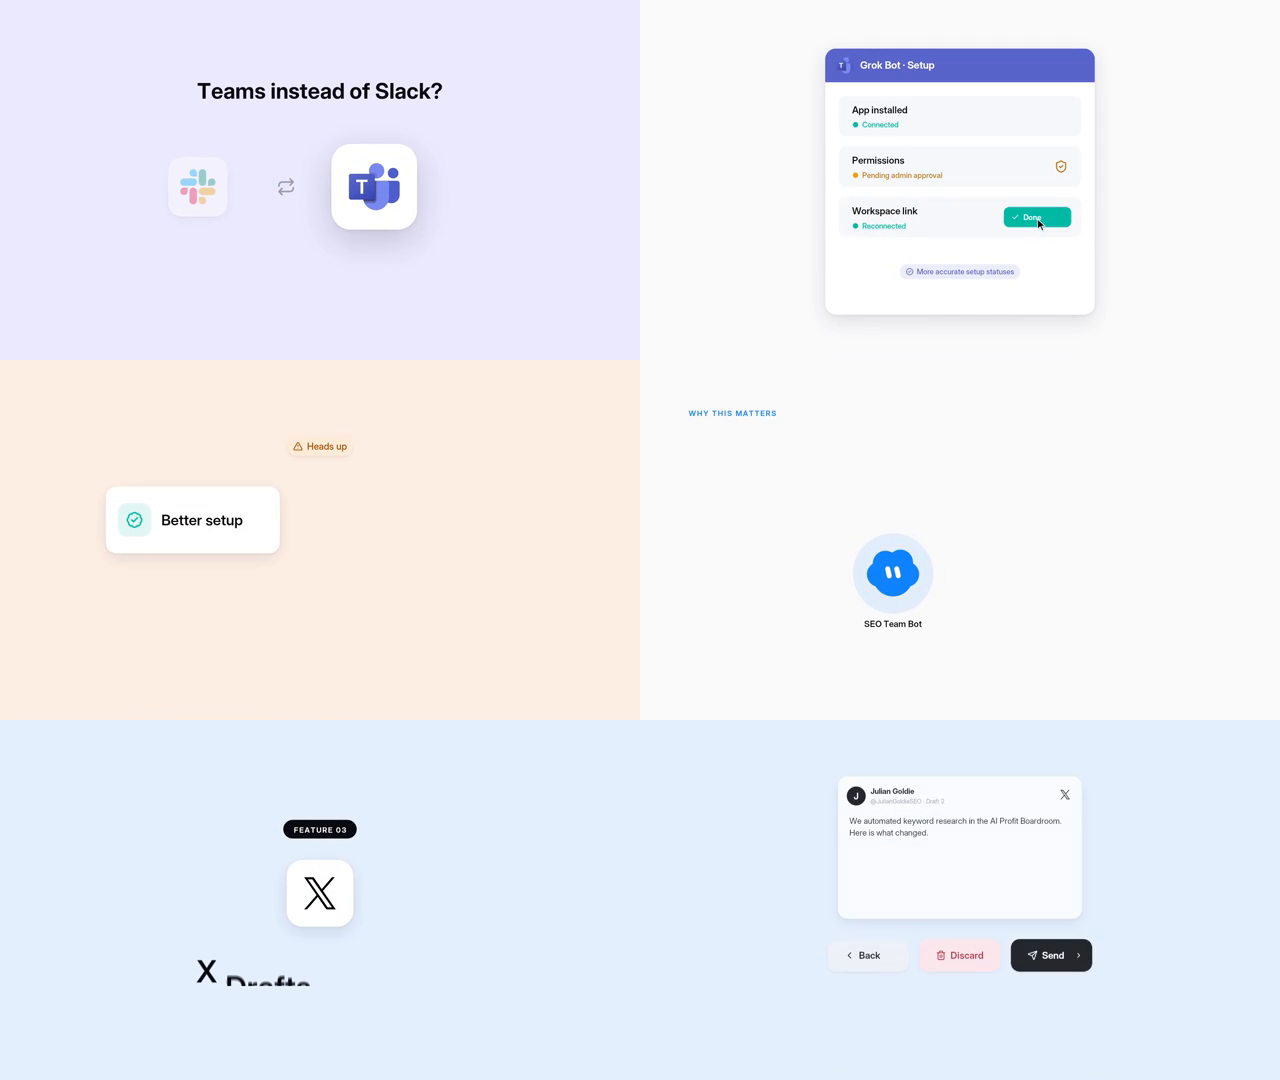 Teams instead of Slack?
T
T
Grok Bot · Setup
App installed
Connected
Permissions
Pending admin approval
Workspace link
Reconnected
Done
More accurate setup statuses
Heads up
Better setup
WHY THIS MATTERS
SEO Team Bot
FEATURE 03
X Drafts
J
Julian Goldie
@JulianGoldieSEO · Draft 2
We automated keyword research in the AI Profit Boardroom.
Here is what changed.
Back
Discard
Send